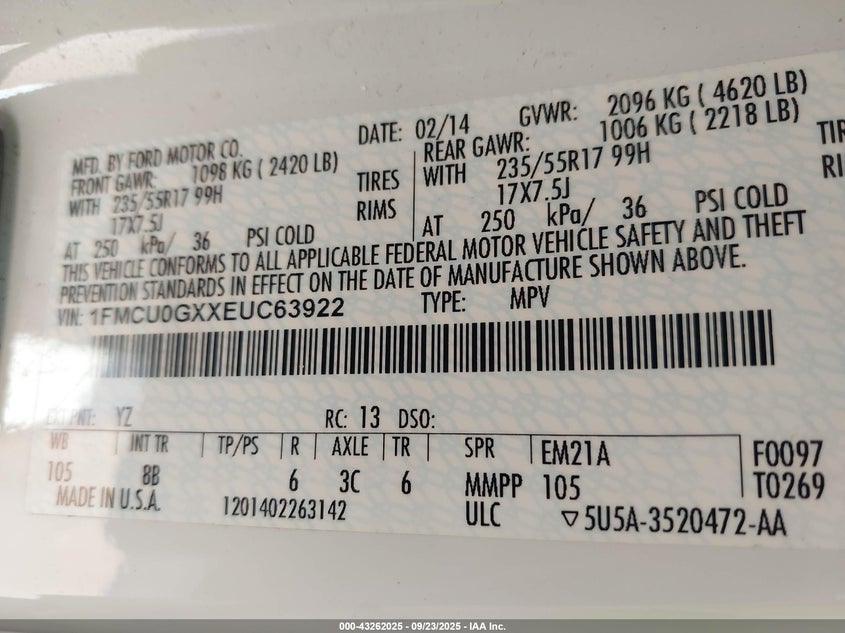 MFD. BY FORD MOTOR CO. DATE: 02/14 GVWR: 2096 KG ( 4620 LB)
FRONT GAWR: 1098 KG ( 2420 LB) REAR GAWR: 1006 KG ( 2218 LB)
WITH 235/55R17 99H TIRES WITH 235/55R17 99H TIR
17X7.5J RIMS 17X7.5J RI
AT 250 kPa/ 36 PSI COLD AT 250 kPa/ 36 PSI COLD
THIS VEHICLE CONFORMS TO ALL APPLICABLE FEDERAL MOTOR VEHICLE SAFETY AND THEFT
PREVENTION STANDARDS IN EFFECT ON THE DATE OF MANUFACTURE SHOWN ABOVE.
VIN: 1FMCU0GXXEUC63922 TYPE: MPV
EXT PNT: YZ RC: 13 DSO:
WB INT TR TP/PS R AXLE TR SPR EM21A F0097
105 8B 6 3C 6 MMPP 105 T0269
MADE IN U.S.A. 1201402263142 ULC ▽5U5A-3520472-AA
000-43262025 - 09/23/2025 - IAA Inc.